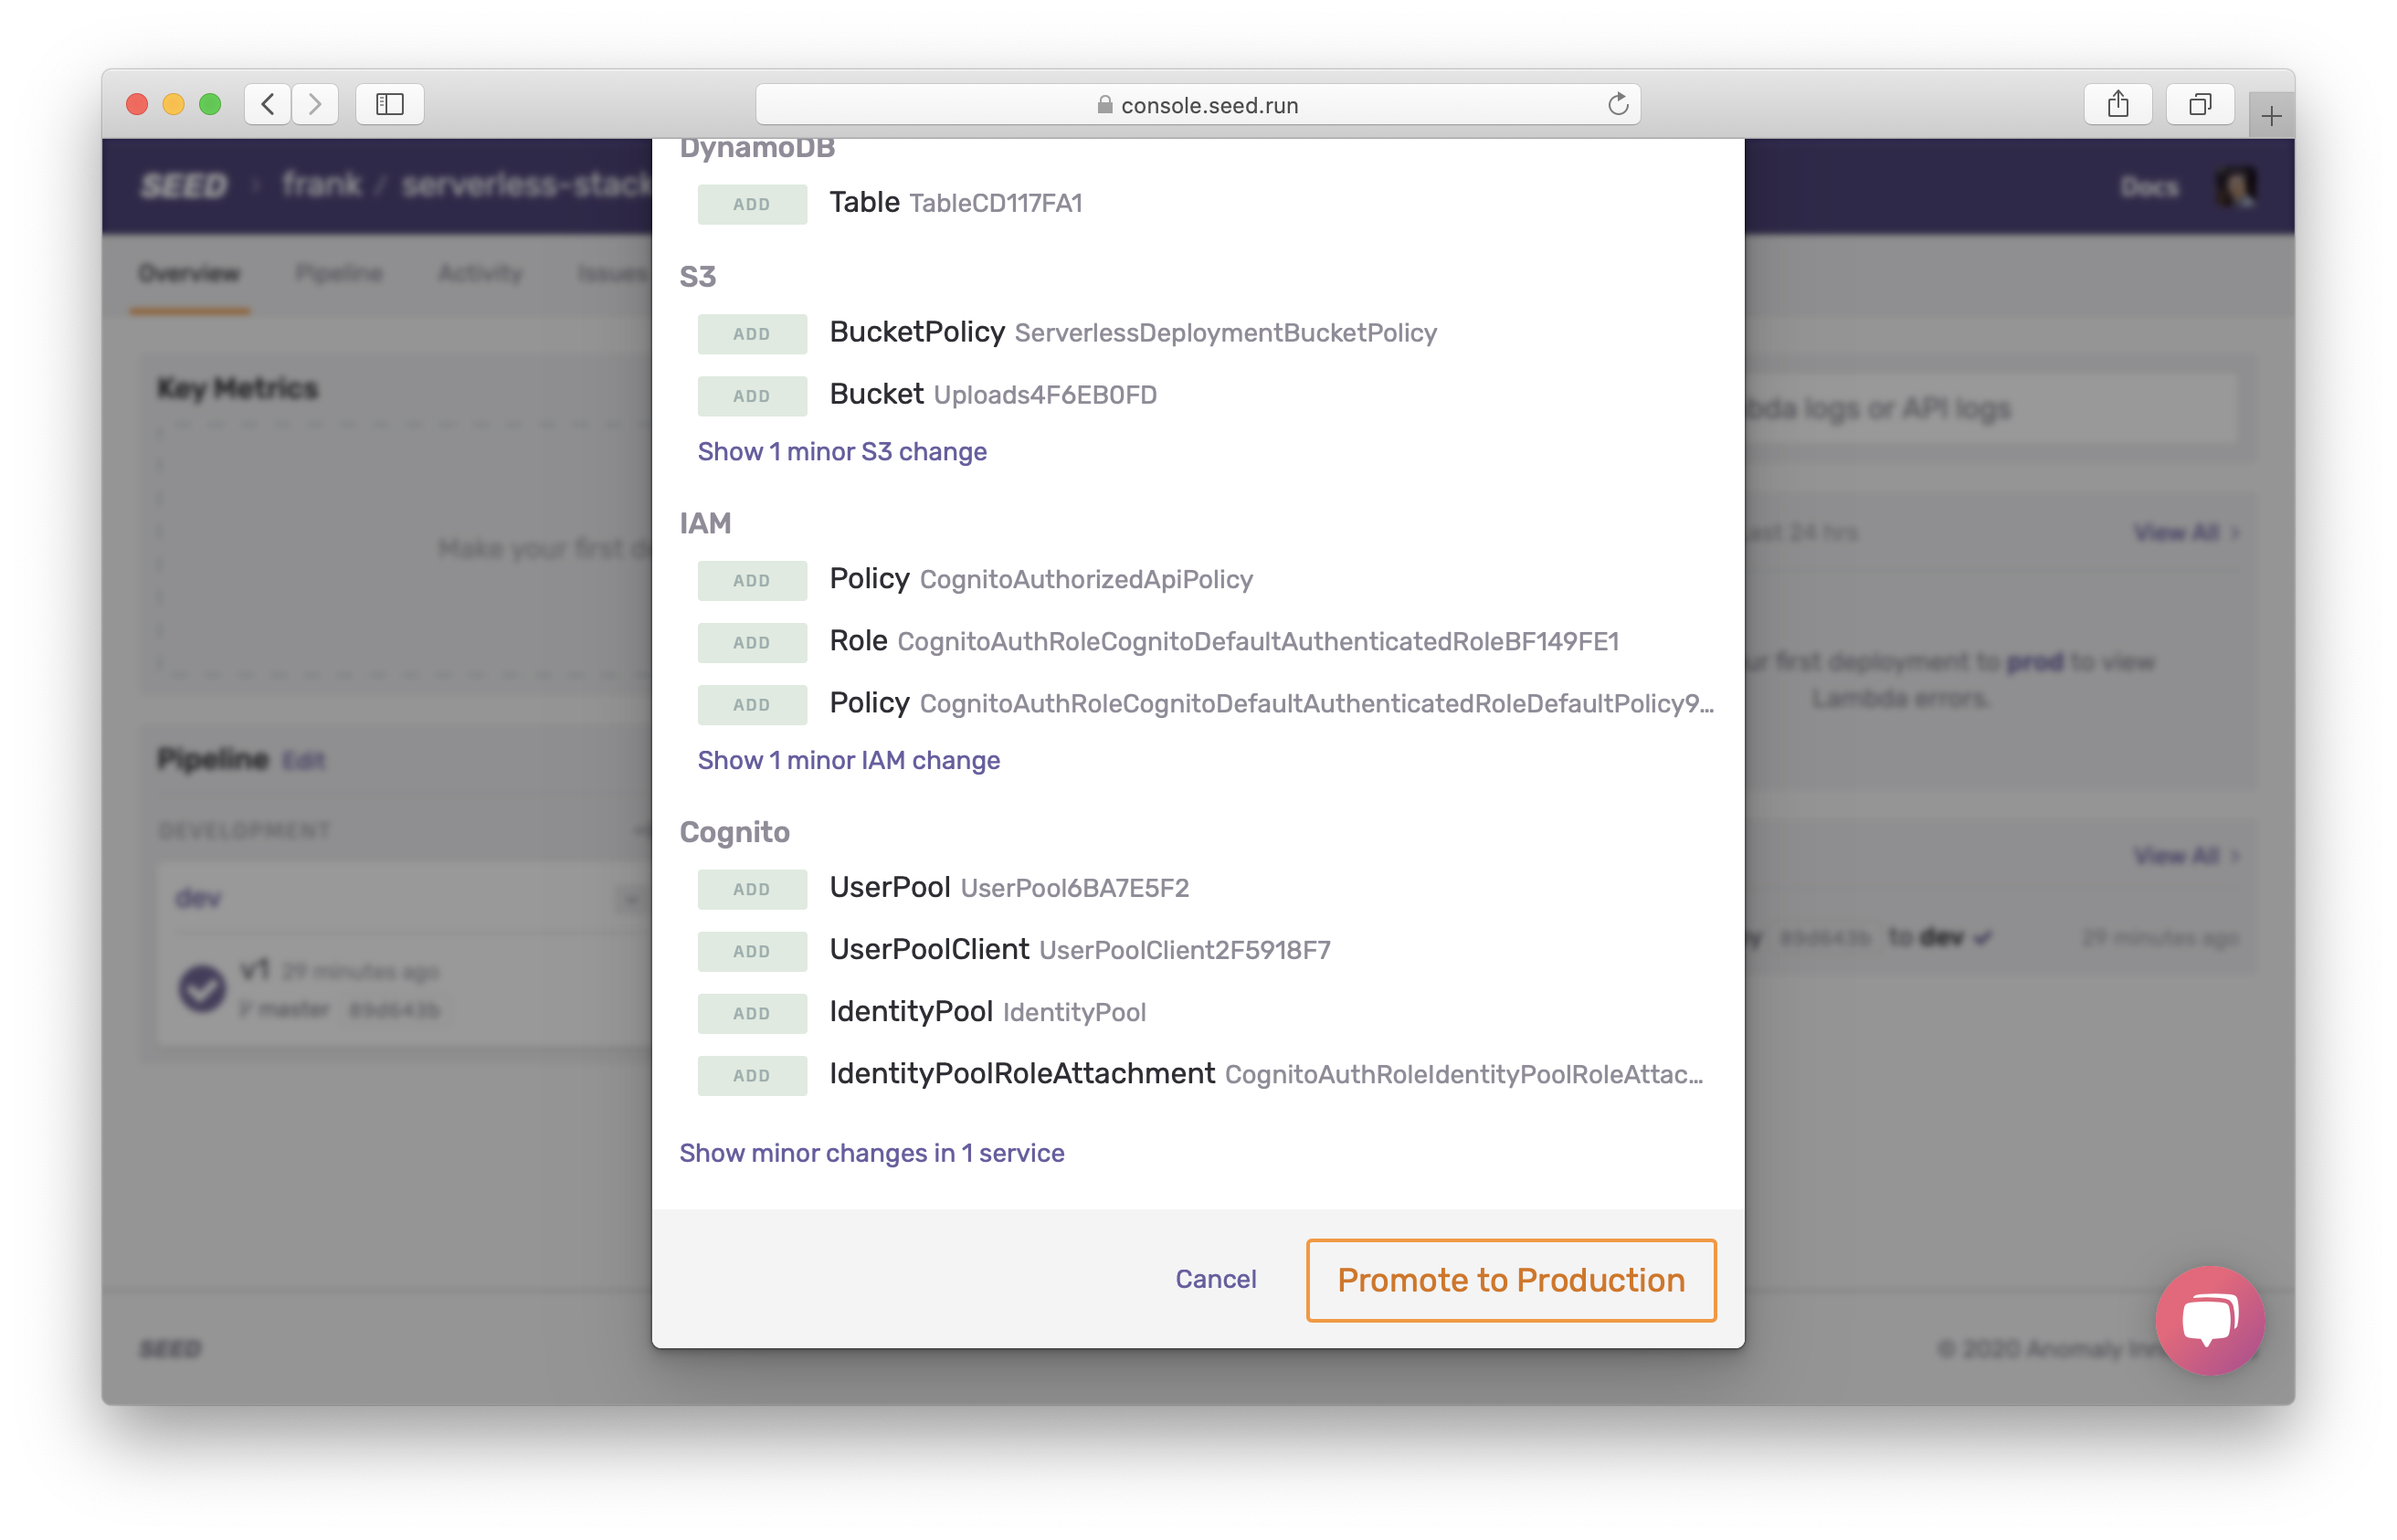 console.seed.run
SEED › frank / serverless-stack
Docs
Overview Pipeline Activity Issues
DynamoDB
ADD Table TableCD117FA1
S3
ADD BucketPolicy ServerlessDeploymentBucketPolicy
ADD Bucket Uploads4F6EB0FD
Show 1 minor S3 change
IAM
ADD Policy CognitoAuthorizedApiPolicy
ADD Role CognitoAuthRoleCognitoDefaultAuthenticatedRoleBF149FE1
ADD Policy CognitoAuthRoleCognitoDefaultAuthenticatedRoleDefaultPolicy9...
Show 1 minor IAM change
Cognito
ADD UserPool UserPool6BA7E5F2
ADD UserPoolClient UserPoolClient2F5918F7
ADD IdentityPool IdentityPool
ADD IdentityPoolRoleAttachment CognitoAuthRoleIdentityPoolRoleAttac...
Show minor changes in 1 service
Cancel Promote to Production
Key Metrics
Make your first
Pipeline Edit
DEVELOPMENT
dev
v1 29 minutes ago
master 89d643b
logs or API logs
24 hrs View All ›
first deployment to prod to view
Lambda errors.
View All ›
89d643b to dev 29 minutes ago
SEED
© 2020 Anomaly